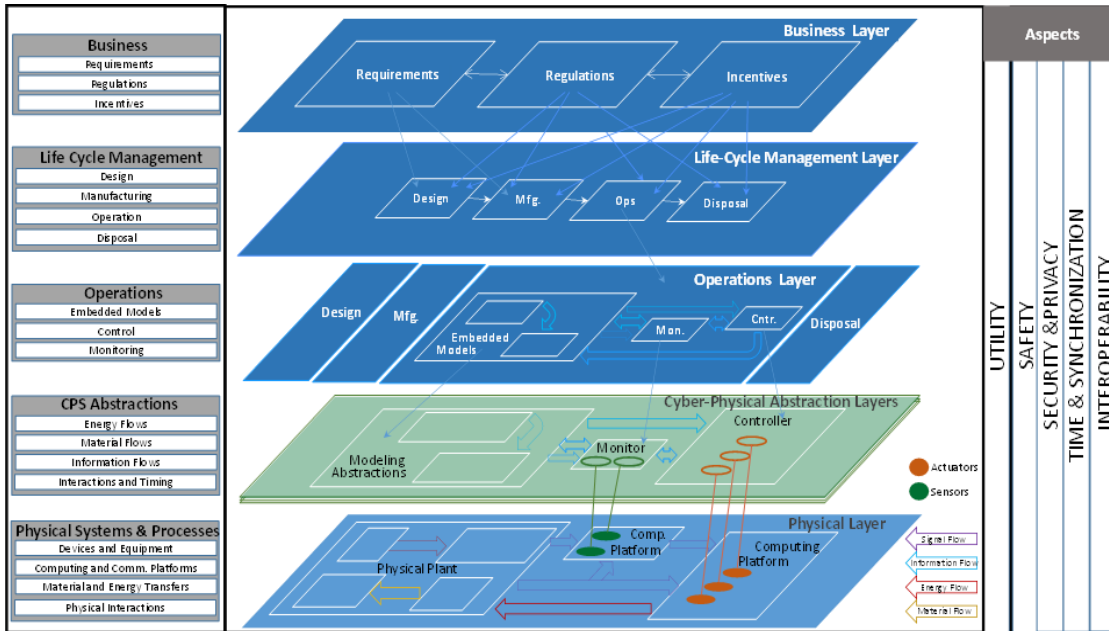 Business
Requirements
Regulations
Incentives
Life Cycle Management
Design
Manufacturing
Operation
Disposal
Operations
Embedded Models
Control
Monitoring
CPS Abstractions
Energy Flows
Material Flows
Information Flows
Interactions and Timing
Physical Systems & Processes
Devices and Equipment
Computing and Comm. Platforms
Material and Energy Transfers
Physical Interactions
Business Layer
Requirements
Regulations
Incentives
Life-Cycle Management Layer
Design
Mfg.
Ops
Disposal
Operations Layer
Design
Mfg.
Embedded
Models
Mon.
Cntr.
Disposal
Cyber-Physical Abstraction Layers
Controller
Monitor
Modeling
Abstractions
Actuators
Sensors
Physical Layer
Comp.
Platform
Computing
Platform
Physical Plant
Signal Flow
Information Flow
Energy Flow
Material Flow
Aspects
UTILITY
SAFETY
SECURITY &PRIVACY
TIME & SYNCHRONIZATION
INTEROPERABILITY